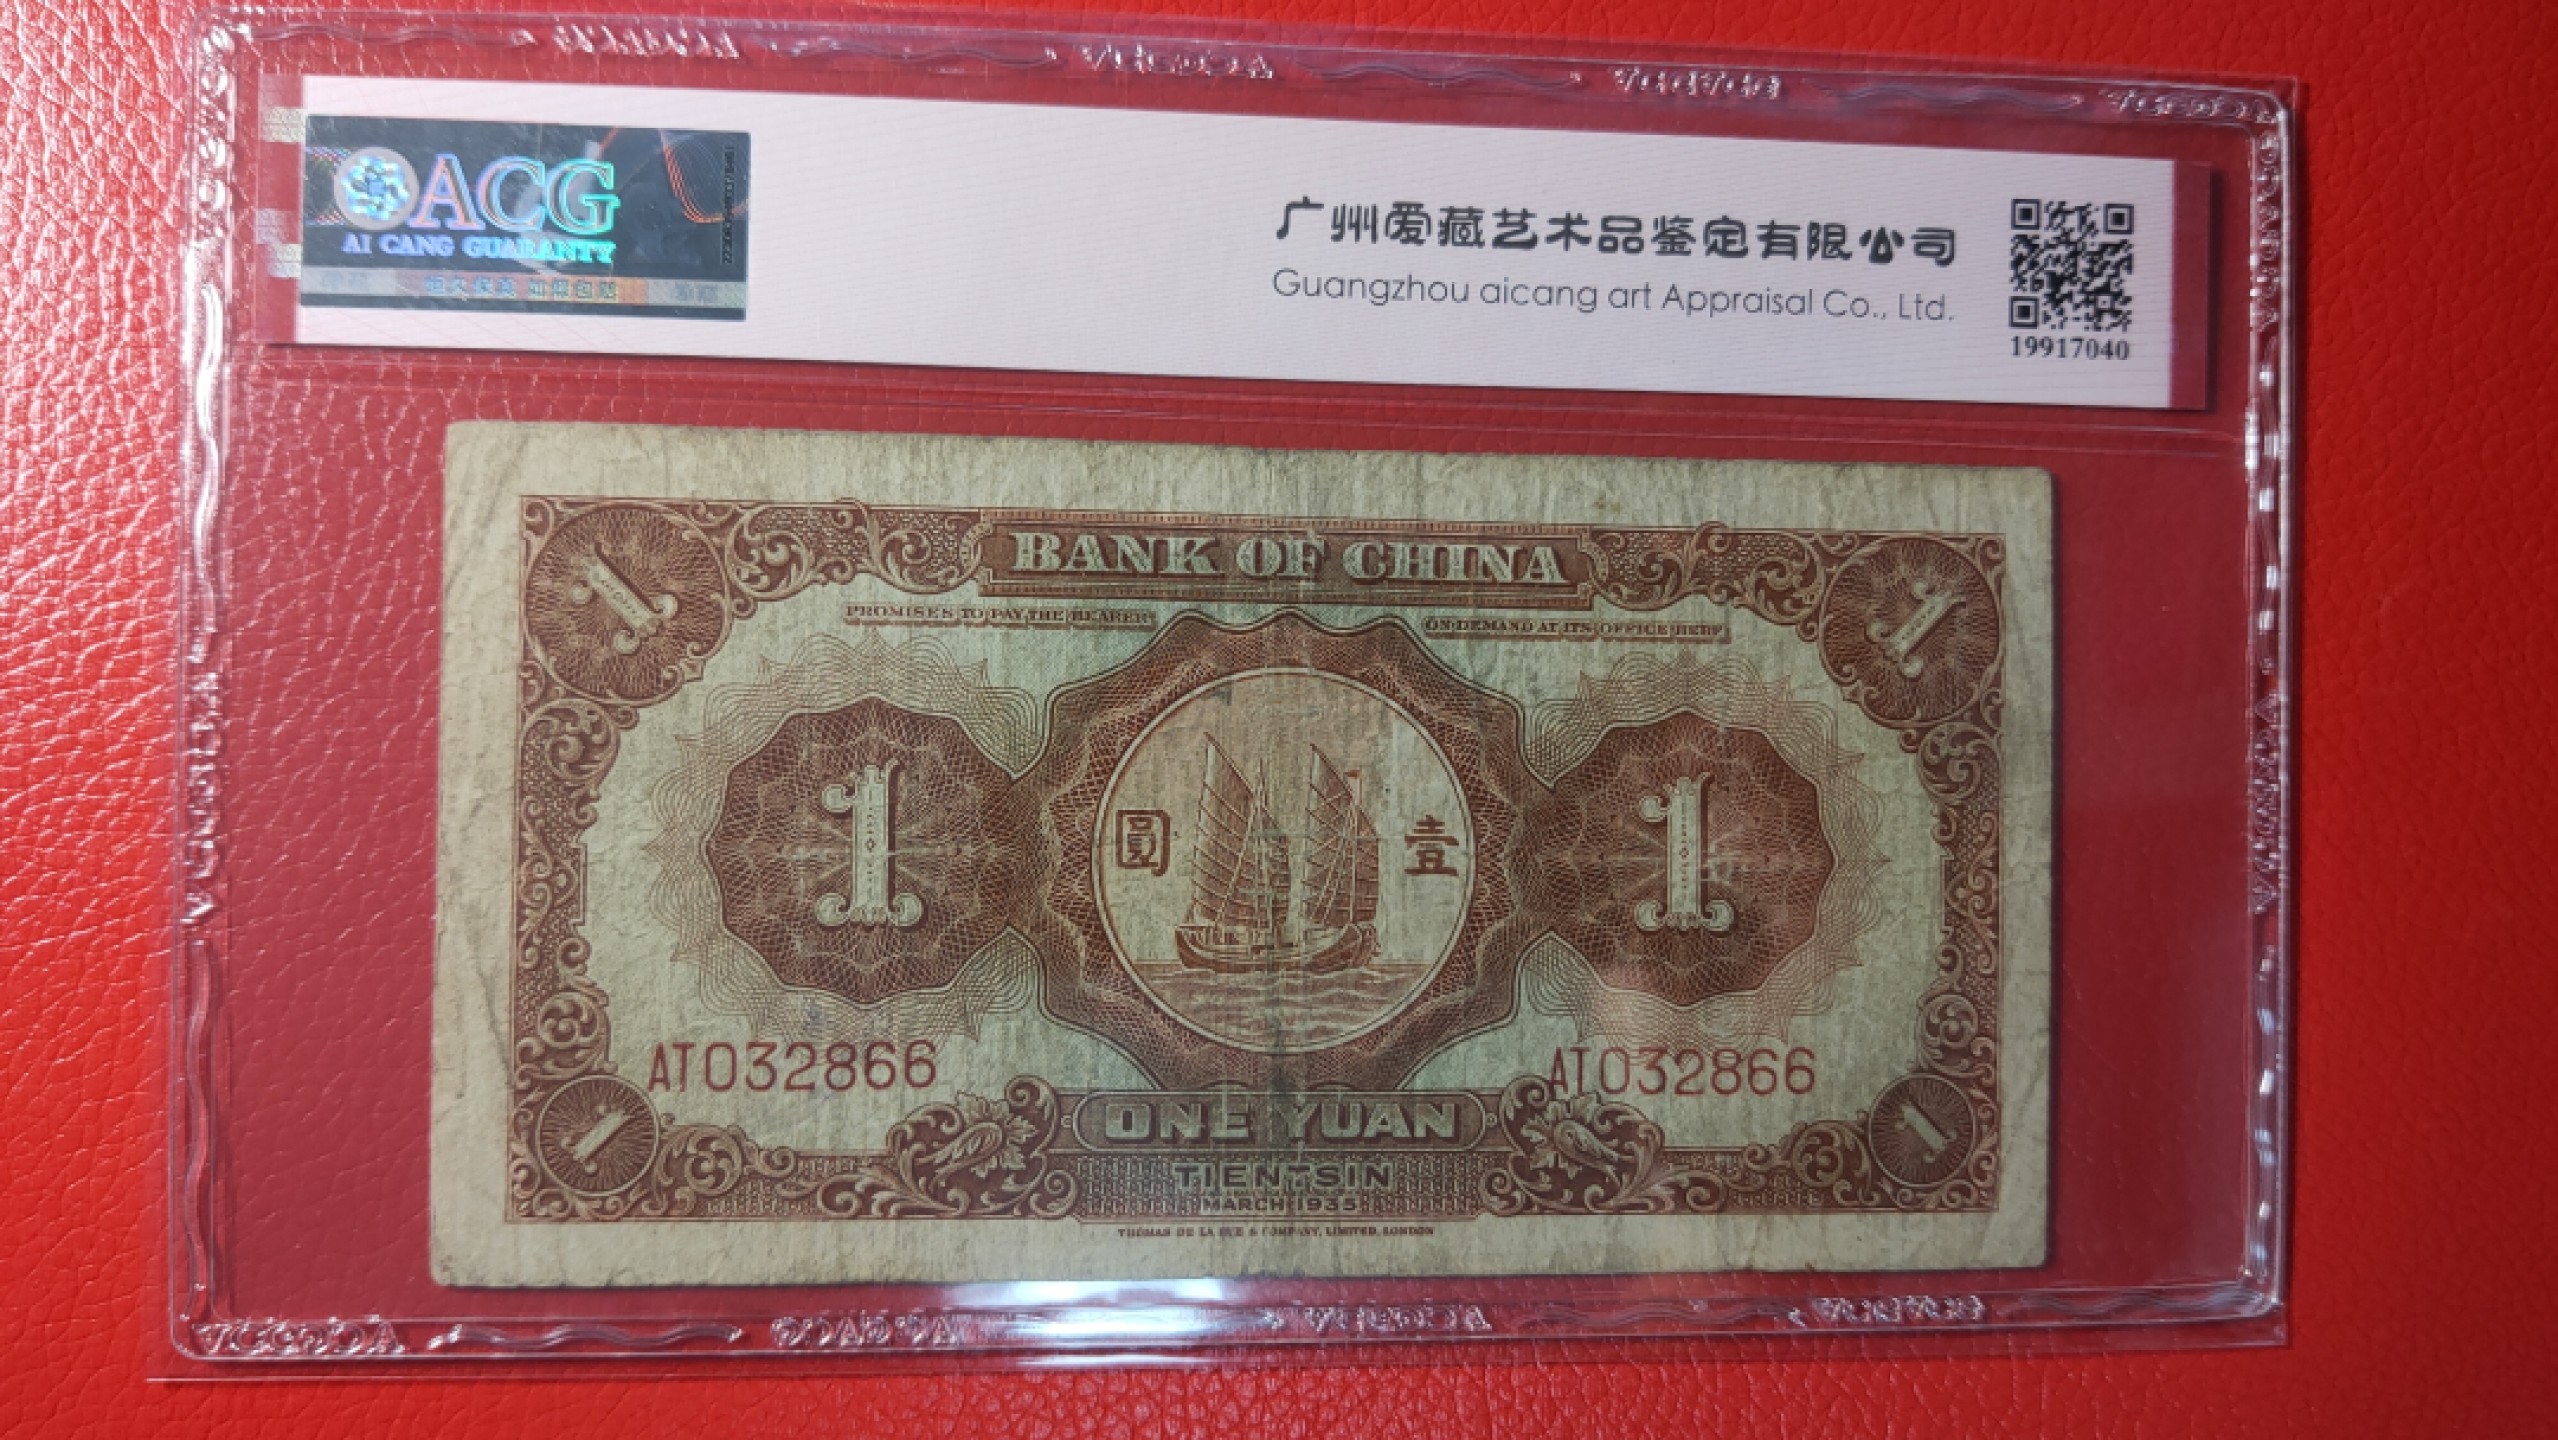 ACG
AI CANG GUARANTY
广州爱藏艺术品鉴定有限公司
Guangzhou aicang art Appraisal Co., Ltd.
19917040
1
BANK OF CHINA
1
PROMISES TO PAY THE BEARER
ON DEMAND AT ITS OFFICE HERE
1
圓
壹
1
AT032866
AT032866
1
ONE YUAN
1
TIENTSIN
MARCH 1935
THOMAS DE LA RUE & COMPANY, LIMITED, LONDON